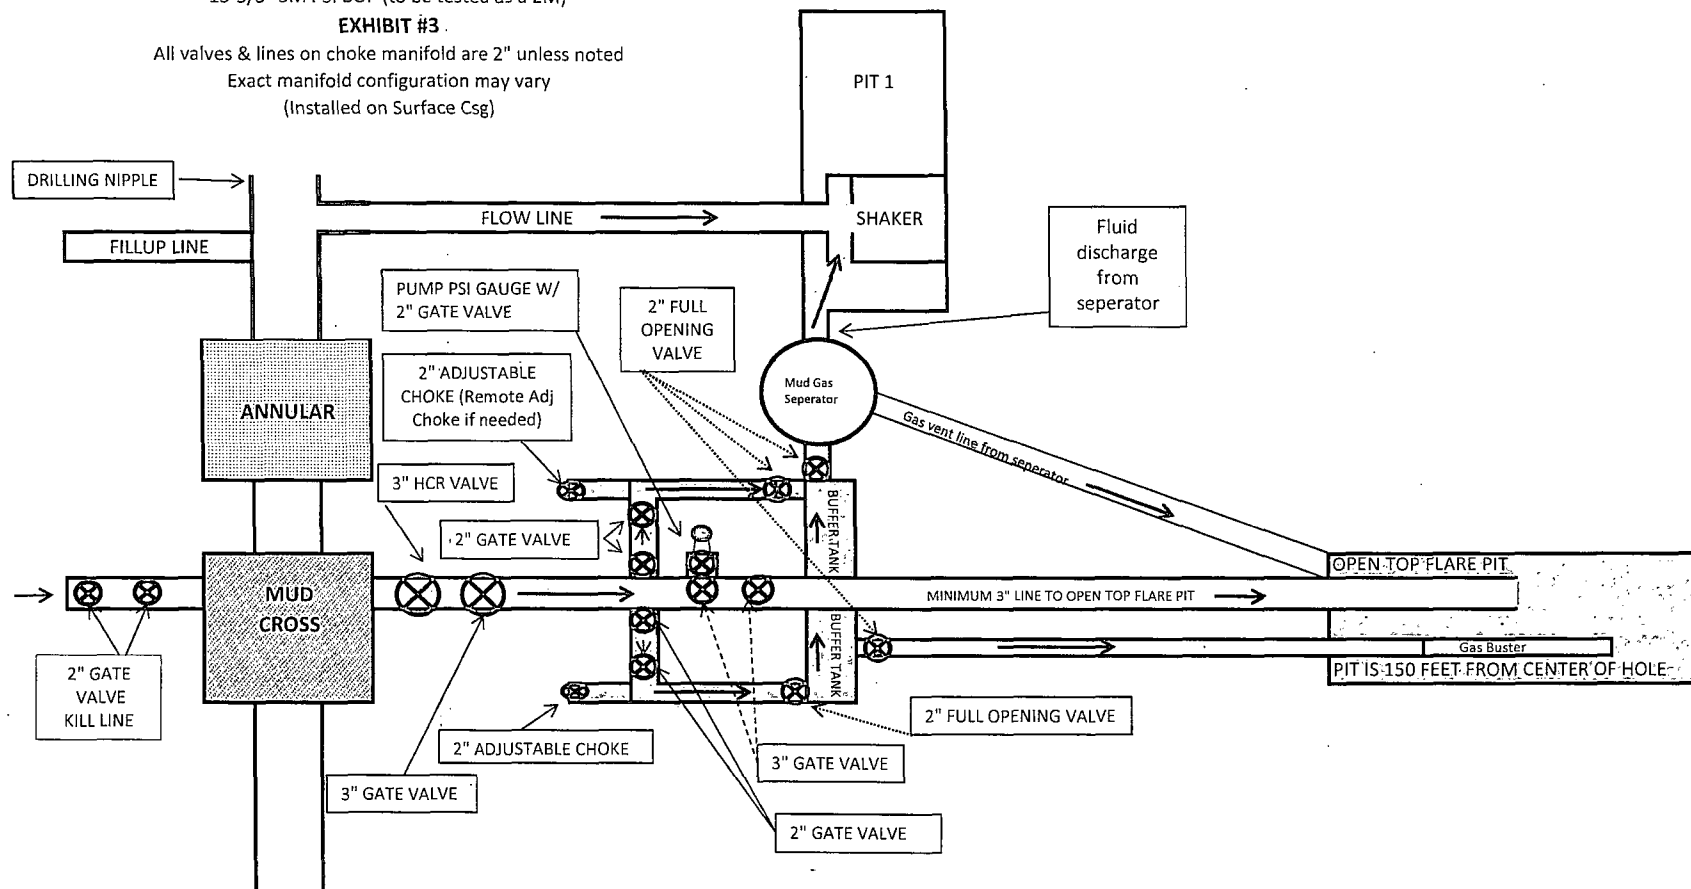 EXHIBIT #3
All valves & lines on choke manifold are 2" unless noted
Exact manifold configuration may vary
(Installed on Surface Csg)
PIT 1
DRILLING NIPPLE
FLOW LINE
SHAKER
FILLUP LINE
Fluid
discharge
from
seperator
PUMP PSI GAUGE W/
2" GATE VALVE
2" FULL
OPENING
VALVE
2" ADJUSTABLE
CHOKE (Remote Adj
Choke if needed)
Mud Gas
Seperator
ANNULAR
Gas vent line from seperator
3" HCR VALVE
2" GATE VALVE
BUFFER TANK
OPEN TOP FLARE PIT
MUD
CROSS
MINIMUM 3" LINE TO OPEN TOP FLARE PIT
BUFFER TANK
Gas Buster
PIT IS 150 FEET FROM CENTER OF HOLE
2" GATE
VALVE
KILL LINE
2" FULL OPENING VALVE
2" ADJUSTABLE CHOKE
3" GATE VALVE
3" GATE VALVE
2" GATE VALVE